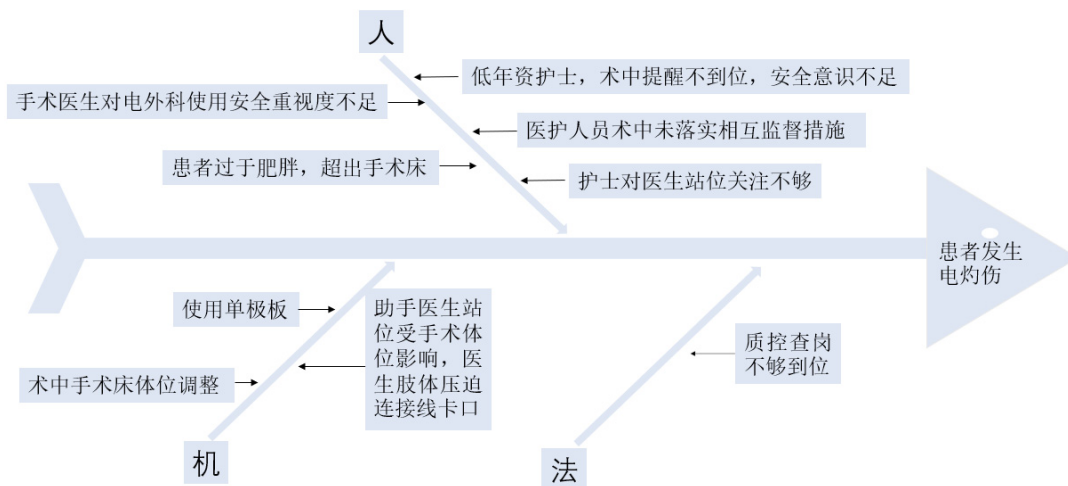 人
低年资护士，术中提醒不到位，安全意识不足
手术医生对电外科使用安全重视度不足
医护人员术中未落实相互监督措施
患者过于肥胖，超出手术床
护士对医生站位关注不够
患者发生
电灼伤
使用单极板
助手医生站
位受手术体
位影响，医
生肢体压迫
连接线卡口
质控查岗
不够到位
术中手术床体位调整
机
法